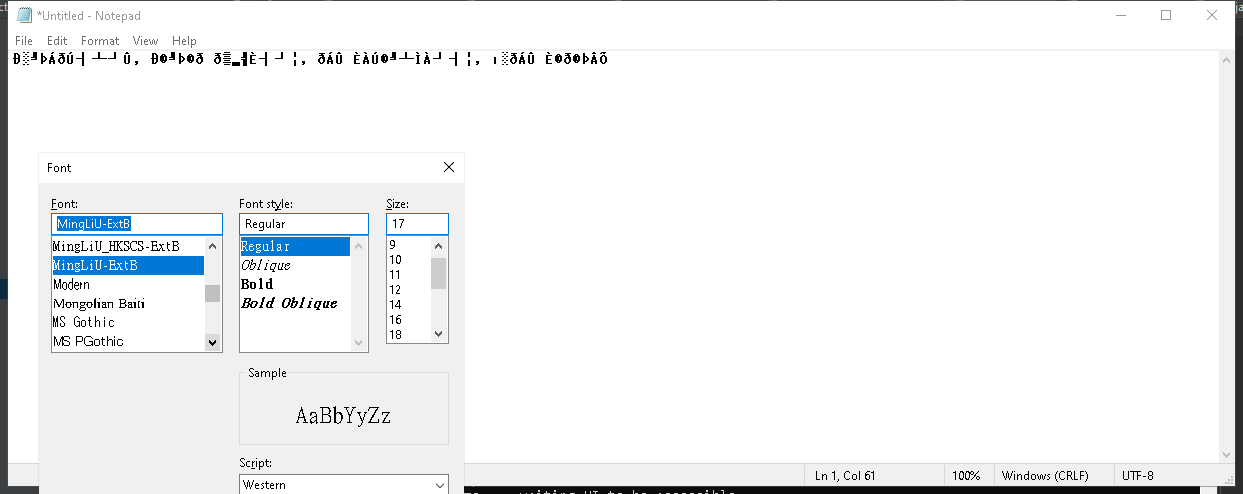 *Untitled - Notepad
File Edit Format View Help
Ð░╝ÞÁðÚ┤┴┘Û, Ð©╝Þ©ð ð▒▂╣È┤┘¦, ðÁÛ ÈÀÚ©╝┴ÌÀ┘┤¦, ı░ðÁÛ È©ð©ÞÂÕ
Font
Font: Font style: Size:
MingLiU-ExtB Regular 17
MingLiU_HKSCS-ExtB Regular 9
MingLiU-ExtB Oblique 10
Modern Bold 11
Mongolian Baiti Bold Oblique 12
MS Gothic 14
MS PGothic 16
18
Sample
AaBbYyZz
Script:
Western
Ln 1, Col 61 100% Windows (CRLF) UTF-8